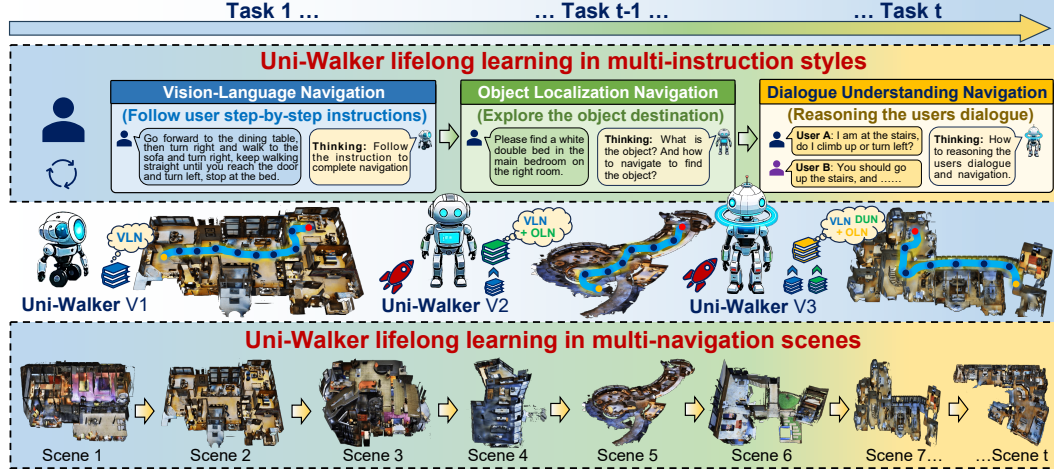 Task 1 ...
... Task t-1 ...
... Task t
Uni-Walker lifelong learning in multi-instruction styles
Vision-Language Navigation
(Follow user step-by-step instructions)
Go forward to the dining table,
then turn right and walk to the
sofa and turn right, keep walking
straight until you reach the door
and turn left, stop at the bed.
Thinking: Follow
the instruction to
complete navigation
Object Localization Navigation
(Explore the object destination)
Please find a white
double bed in the
main bedroom on
the right room.
Thinking: What is
the object? And how
to navigate to find
the object?
Dialogue Understanding Navigation
(Reasoning the users dialogue)
User A: I am at the stairs,
do I climb up or turn left?
User B: You should go
up the stairs, and ……
Thinking: How
to reasoning the
users dialogue
and navigation.
VLN
Uni-Walker V1
VLN
+ OLN
Uni-Walker V2
VLN DUN
+ OLN
Uni-Walker V3
Uni-Walker lifelong learning in multi-navigation scenes
Scene 1
Scene 2
Scene 3
Scene 4
Scene 5
Scene 6
Scene 7...
...Scene t